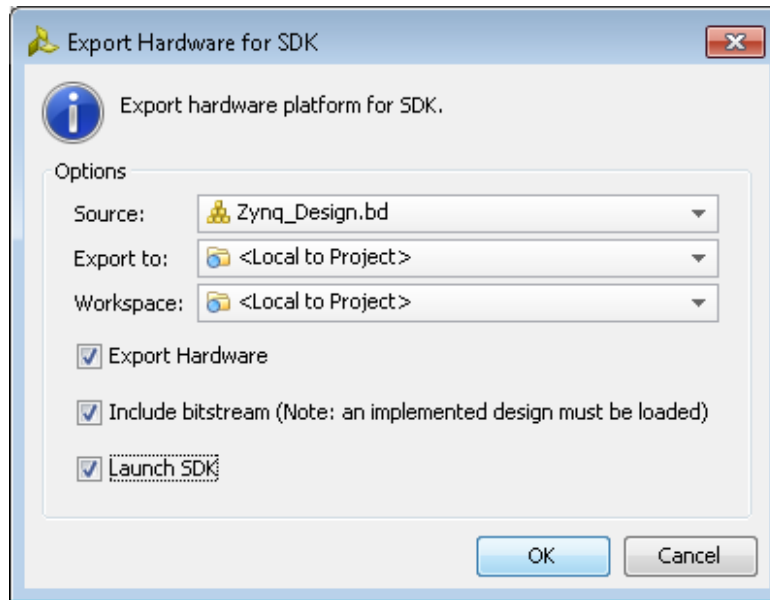 Export Hardware for SDK
Export hardware platform for SDK.
Options
Source: Zynq_Design.bd
Export to: <Local to Project>
Workspace: <Local to Project>
Export Hardware
Include bitstream (Note: an implemented design must be loaded)
Launch SDK
OK Cancel